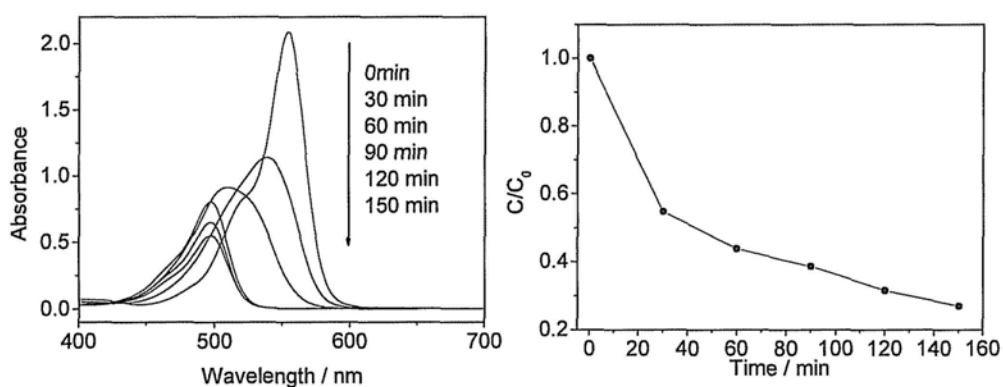 Absorbance
2.0
1.5
1.0
0.5
0.0
400
500
600
700
Wavelength / nm
0min
30 min
60 min
90 min
120 min
150 min
C/C₀
1.0
0.8
0.6
0.4
0.2
0
20
40
60
80
100
120
140
160
Time / min